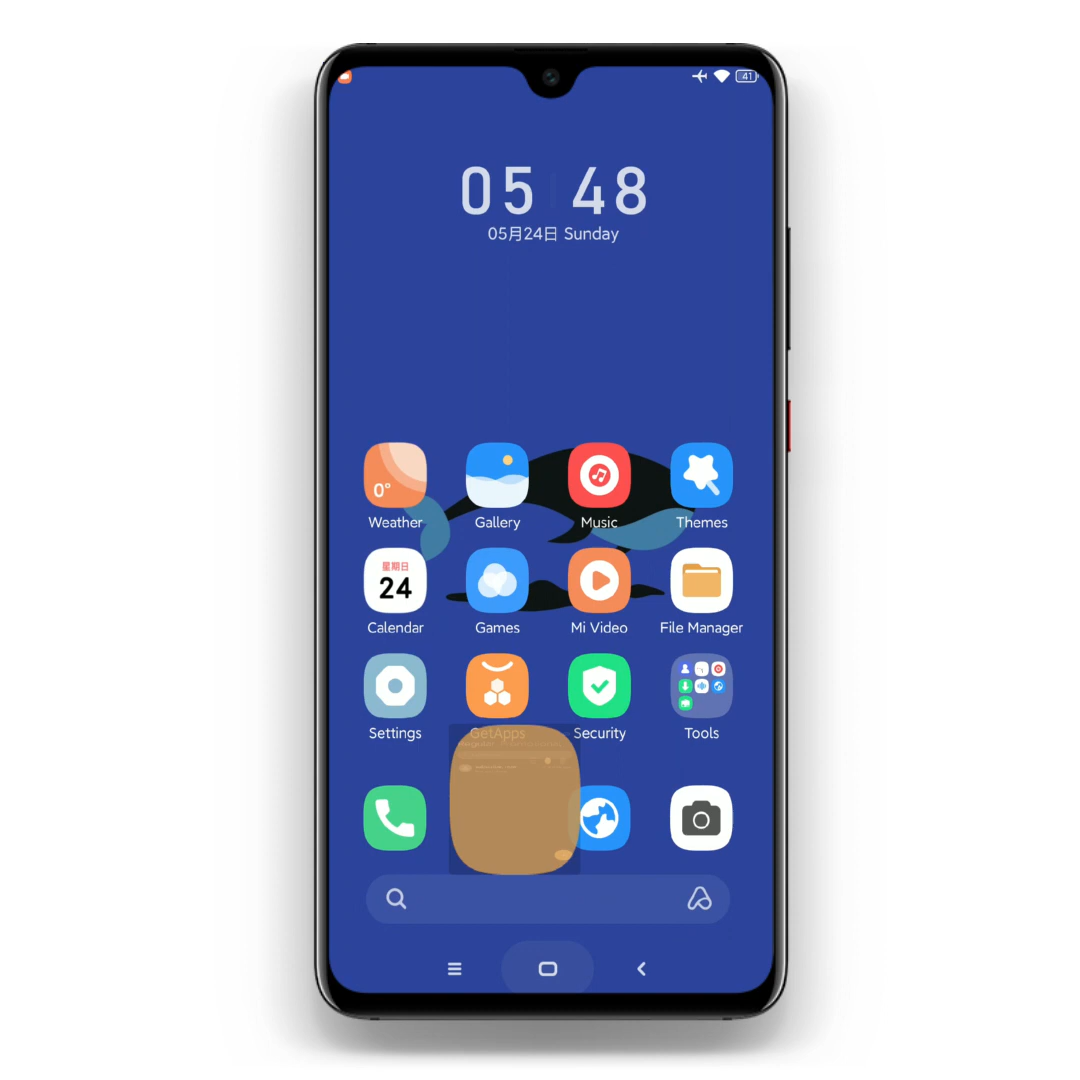 41
05 48
05月24日 Sunday
0°
Weather
Gallery
Music
Themes
星期日
24
Calendar
Games
Mi Video
File Manager
Settings
GetApps
Security
Tools